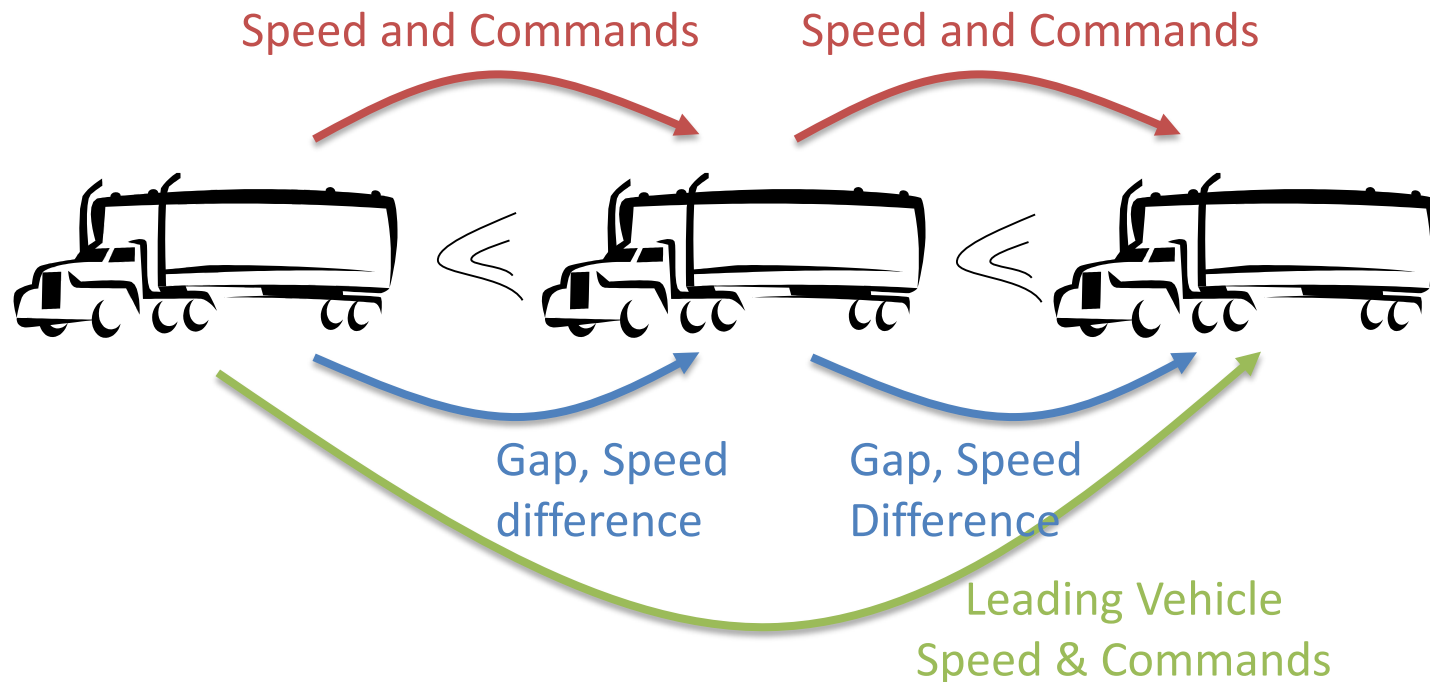 Speed and Commands
Speed and Commands
Gap, Speed
difference
Gap, Speed
Difference
Leading Vehicle
Speed & Commands